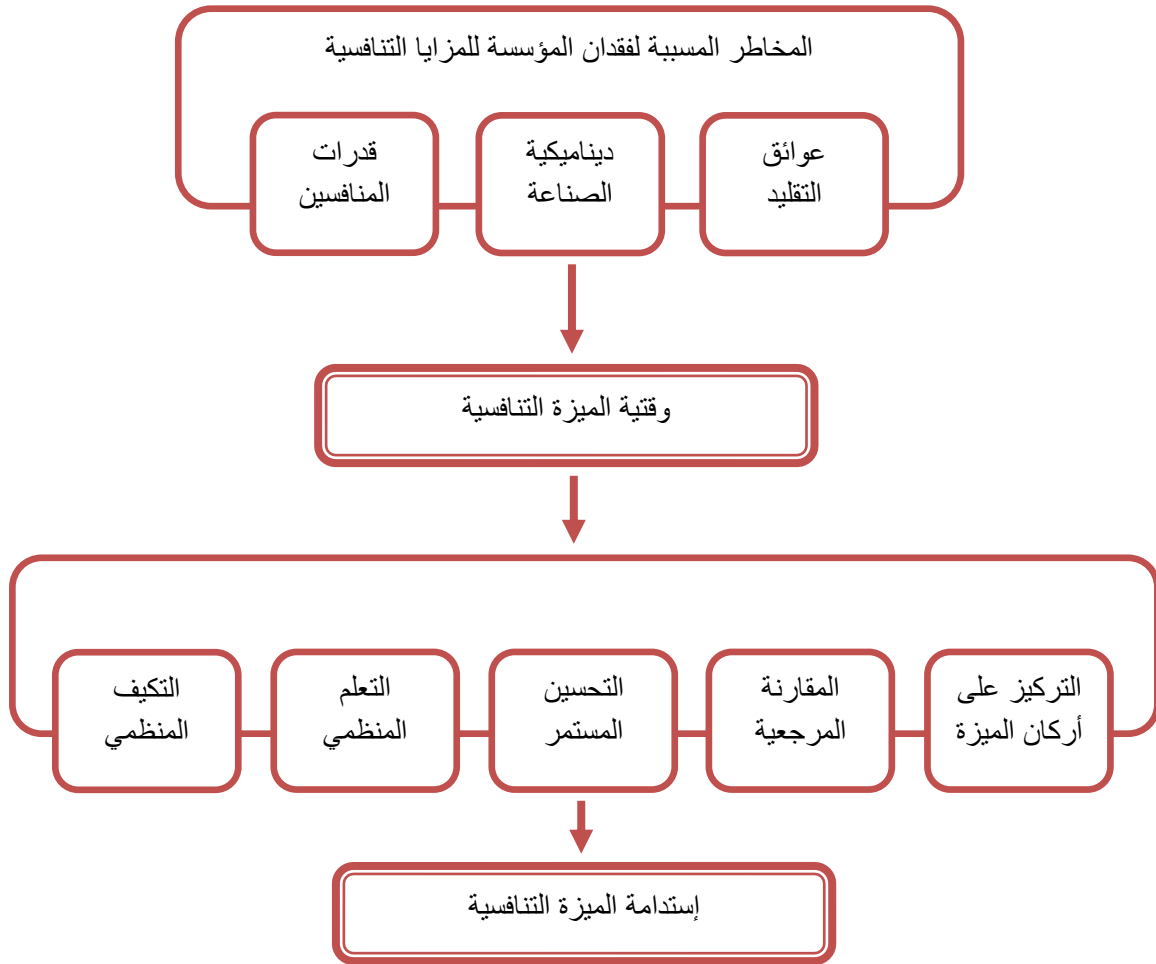 المخاطر المسببة لفقدان المؤسسة للمزايا التنافسية
عوائق
التقليد
ديناميكية
الصناعة
قدرات
المنافسين
وقتية الميزة التنافسية
التركيز على
أركان الميزة
المقارنة
المرجعية
التحسين
المستمر
التعلم
المنظمي
التكيف
المنظمي
إستدامة الميزة التنافسية